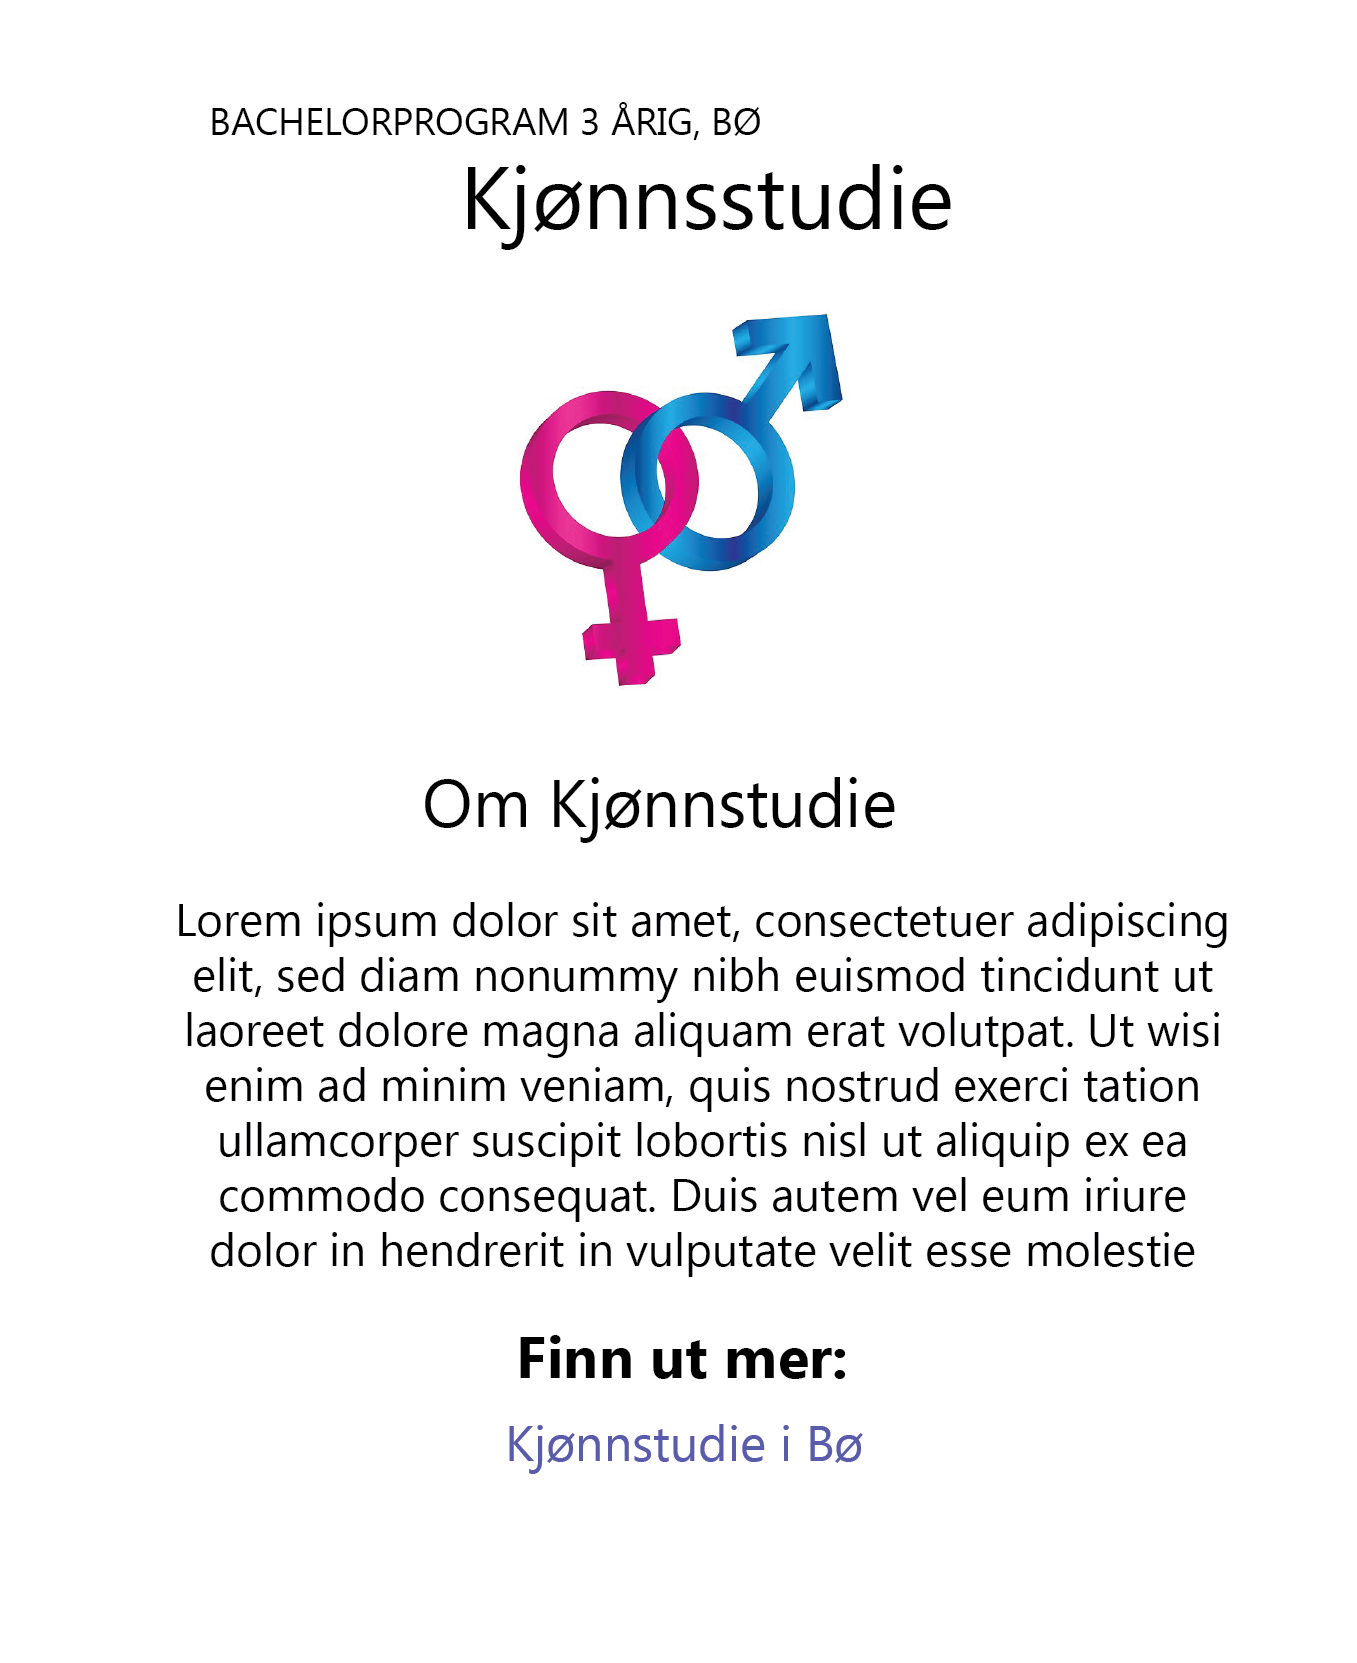 BACHELORPROGRAM 3 ÅRIG, BØ
Kjønnsstudie
Om Kjønnstudie
Lorem ipsum dolor sit amet, consectetuer adipiscing
elit, sed diam nonummy nibh euismod tincidunt ut
laoreet dolore magna aliquam erat volutpat. Ut wisi
enim ad minim veniam, quis nostrud exerci tation
ullamcorper suscipit lobortis nisl ut aliquip ex ea
commodo consequat. Duis autem vel eum iriure
dolor in hendrerit in vulputate velit esse molestie
Finn ut mer:
Kjønnstudie i Bø